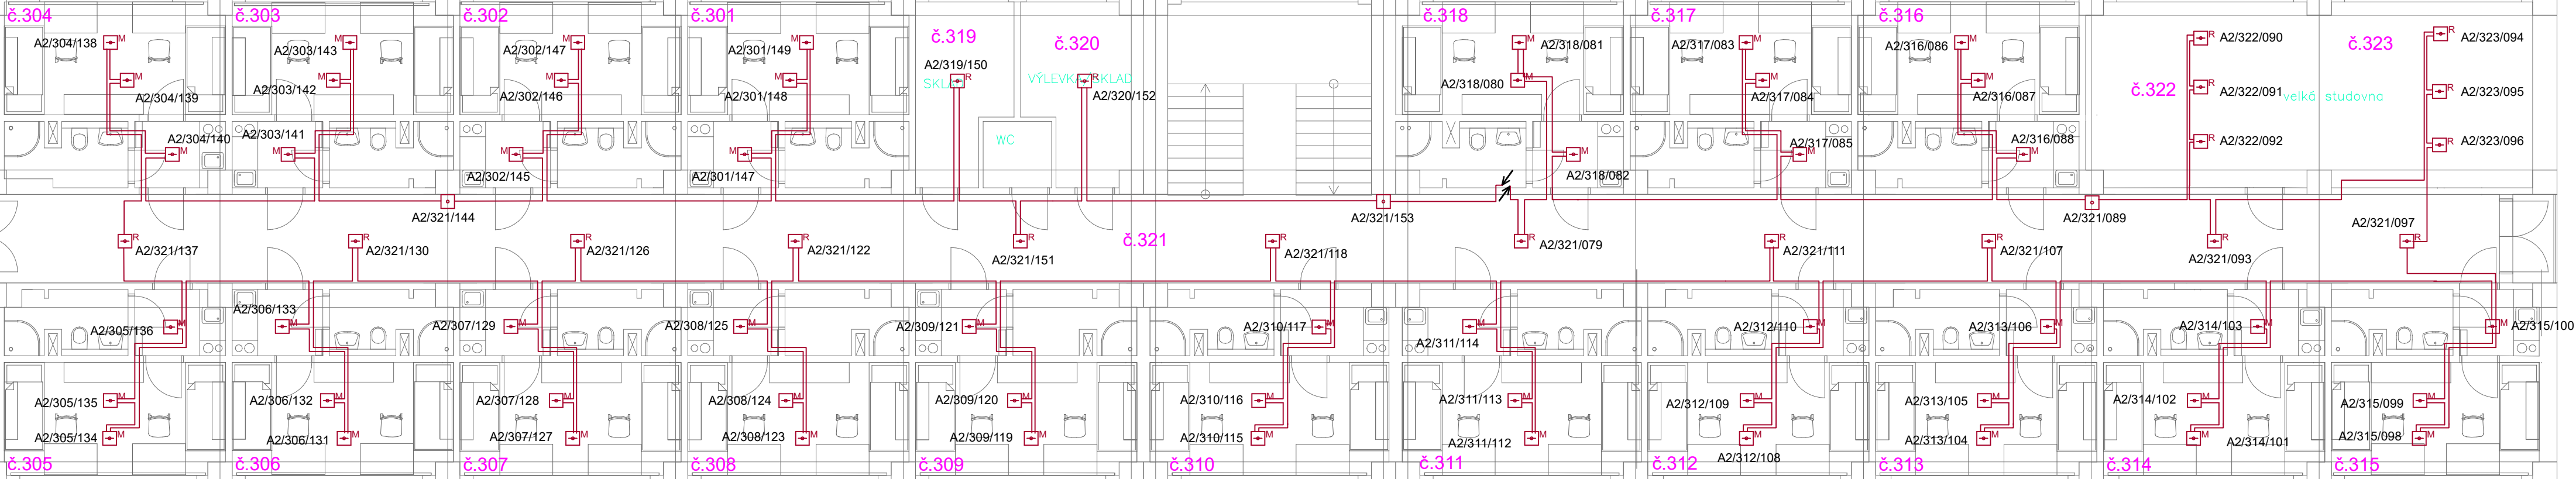 č.304
č.303
č.302
č.301
č.319
č.320
č.318
č.317
č.316
č.322
č.323
A2/304/138 M
A2/304/139 M
A2/304/140 M
A2/303/143 M
A2/303/142 M
A2/303/141 M
A2/302/147 M
A2/302/146 M
A2/302/145 M
A2/301/149 M
A2/301/148 M
A2/301/147 M
A2/319/150 R
A2/320/152 R
VÝLEVKA
SKLAD
WC
A2/318/081 M
A2/318/080 M
A2/318/082 M
A2/317/083 M
A2/317/084 M
A2/317/085 M
A2/316/086 M
A2/316/087 M
A2/316/088 M
A2/322/090 R
A2/322/091 R
A2/322/092 R
velká studovna
A2/323/094 R
A2/323/095 R
A2/323/096 R
A2/321/144
A2/321/153
A2/321/089
A2/321/137 R
A2/321/130 R
A2/321/126 R
A2/321/122 R
A2/321/151 R
č.321
A2/321/118 R
A2/321/079 R
A2/321/111 R
A2/321/107 R
A2/321/093 R
A2/321/097 R
A2/305/136 M
A2/305/135 M
A2/305/134 M
A2/306/133 M
A2/306/132 M
A2/306/131 M
A2/307/129 M
A2/307/128 M
A2/307/127 M
A2/308/125 M
A2/308/124 M
A2/308/123 M
A2/309/121 M
A2/309/120 M
A2/309/119 M
A2/310/117 M
A2/310/116 M
A2/310/115 M
A2/311/114 M
A2/311/113 M
A2/311/112 M
A2/312/110 M
A2/312/109 M
A2/312/108 M
A2/313/106 M
A2/313/105 M
A2/313/104 M
A2/314/103 M
A2/314/102 M
A2/314/101 M
A2/315/100 M
A2/315/099 M
A2/315/098 M
č.305
č.306
č.307
č.308
č.309
č.310
č.311
č.312
č.313
č.314
č.315